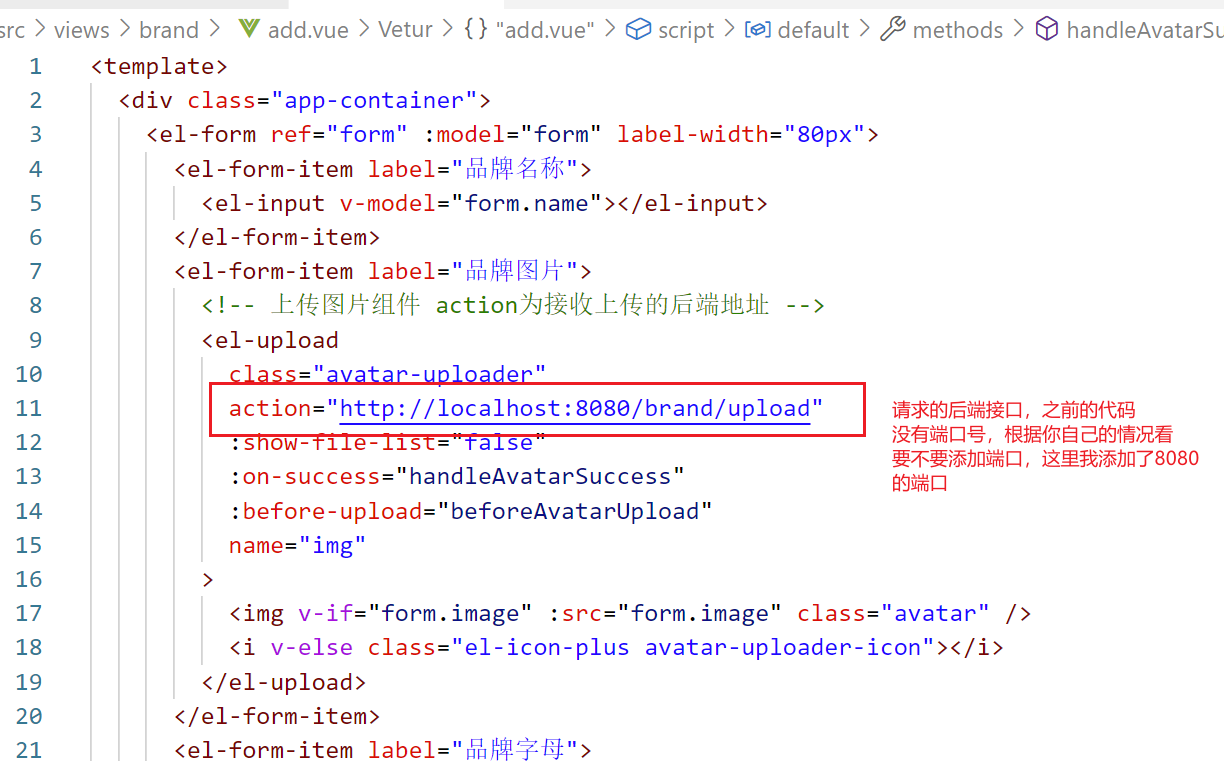 src > views > brand > add.vue > Vetur > {} "add.vue" > script > default > methods > handleAvatarSu
1 <template>
2 <div class="app-container">
3 <el-form ref="form" :model="form" label-width="80px">
4 <el-form-item label="品牌名称">
5 <el-input v-model="form.name"></el-input>
6 </el-form-item>
7 <el-form-item label="品牌图片">
8 <!-- 上传图片组件 action为接收上传的后端地址 -->
9 <el-upload
10 class="avatar-uploader"
11 action="http://localhost:8080/brand/upload"
12 :show-file-list="false"
13 :on-success="handleAvatarSuccess"
14 :before-upload="beforeAvatarUpload"
15 name="img"
16 >
17 <img v-if="form.image" :src="form.image" class="avatar" />
18 <i v-else class="el-icon-plus avatar-uploader-icon"></i>
19 </el-upload>
20 </el-form-item>
21 <el-form-item label="品牌字母">
请求的后端接口，之前的代码
没有端口号，根据你自己的情况看
要不要添加端口，这里我添加了8080
的端口